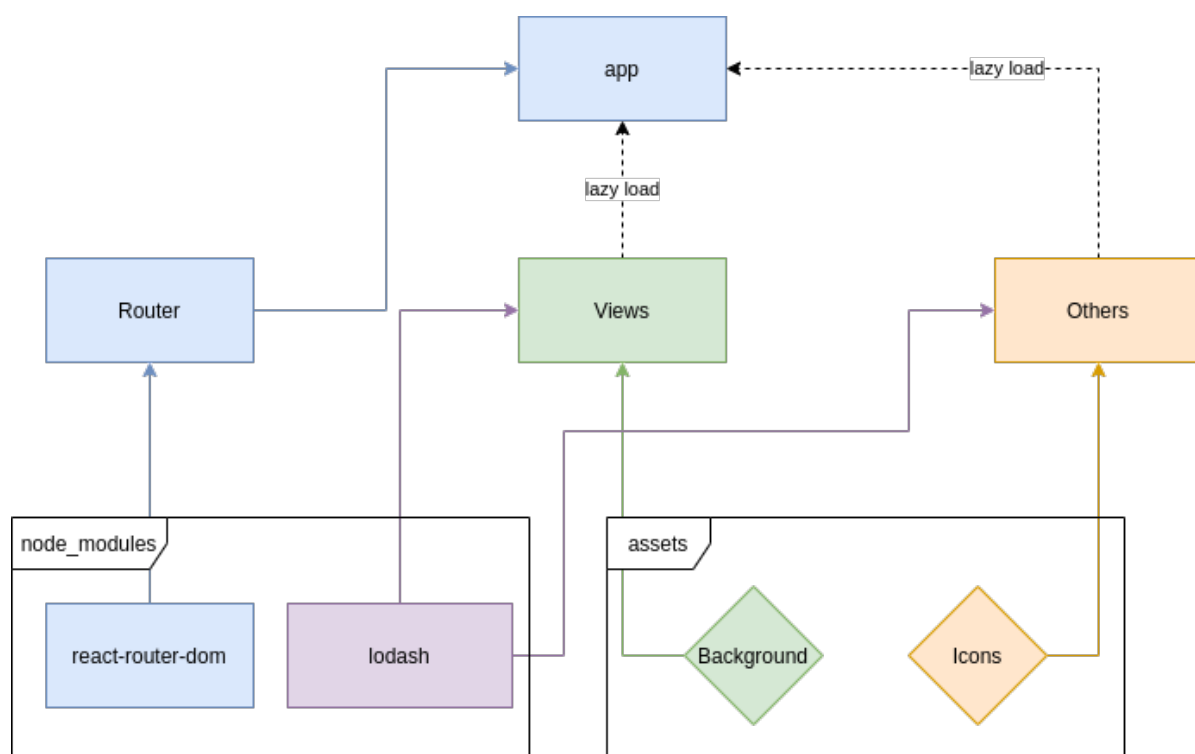 app
lazy load
lazy load
Router
Views
Others
node_modules
assets
react-router-dom
lodash
Background
Icons